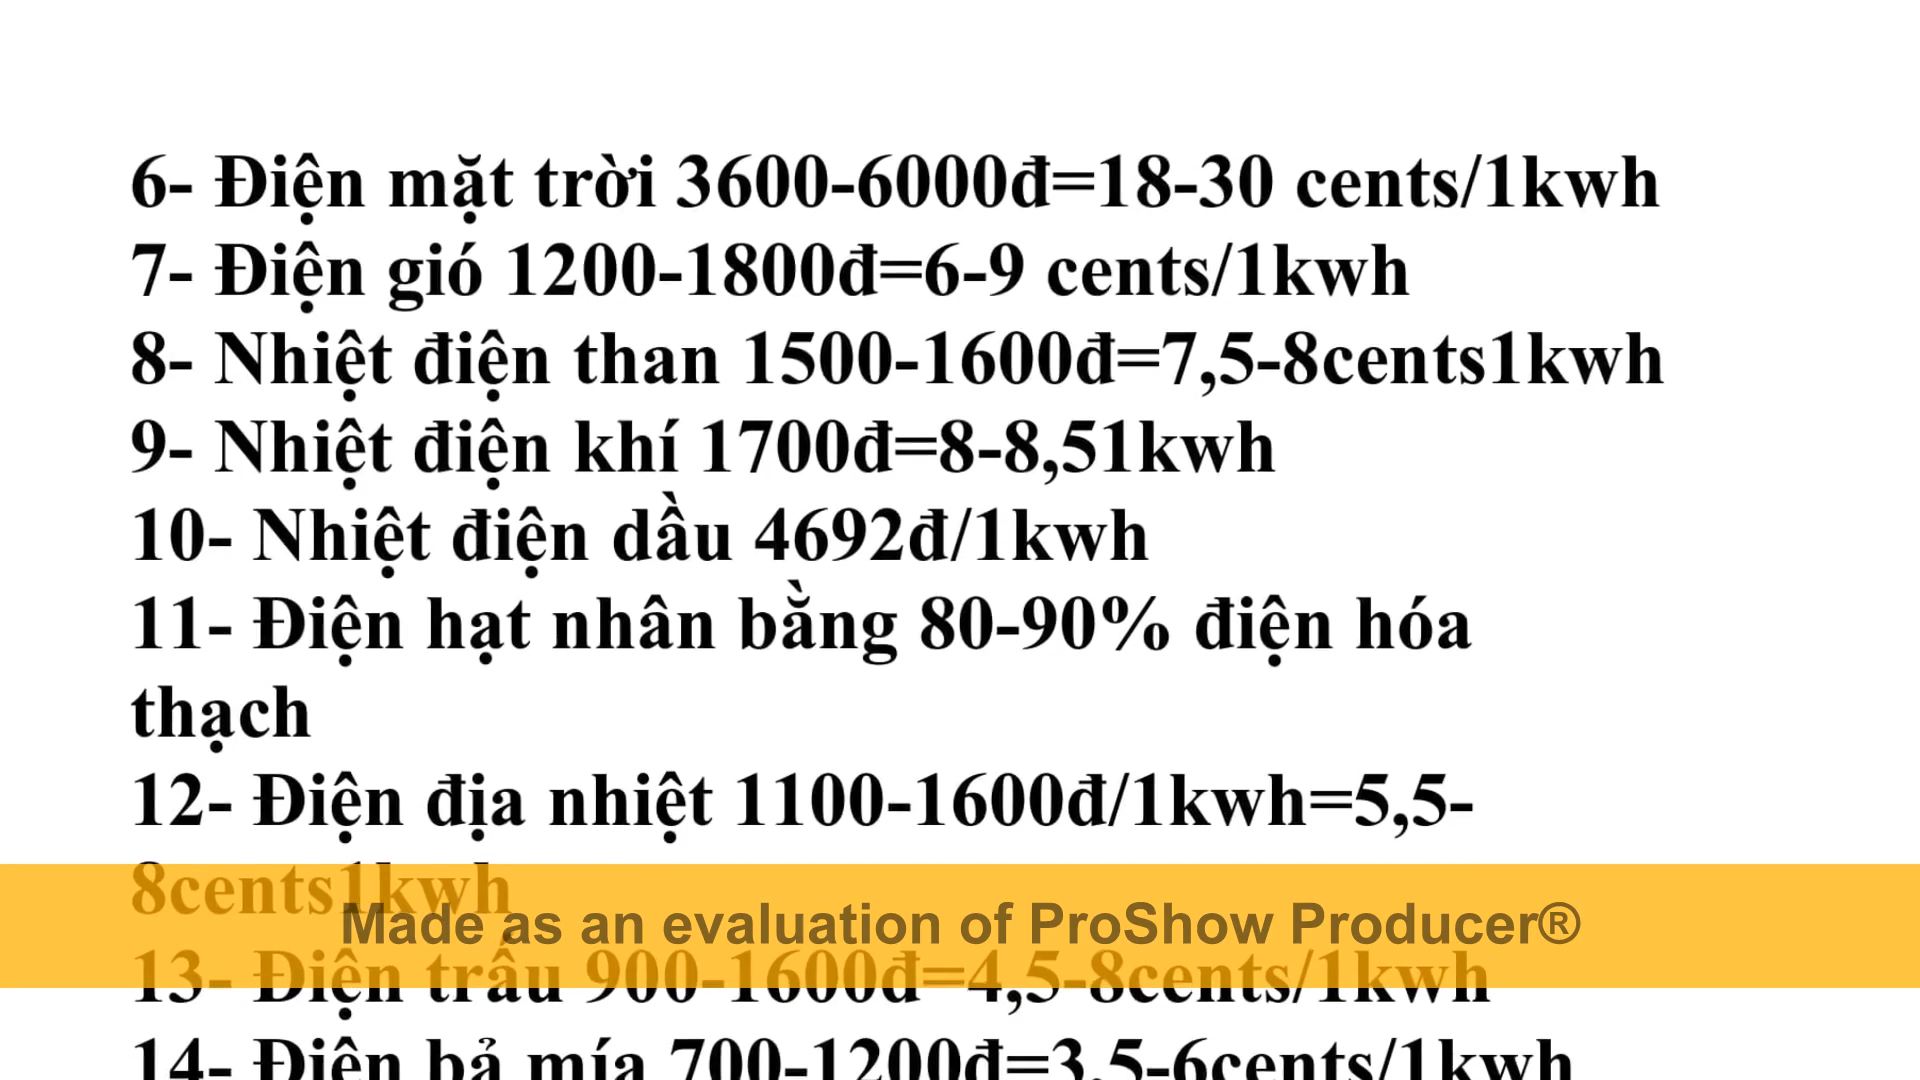 6- Điện mặt trời 3600-6000đ=18-30 cents/1kwh
7- Điện gió 1200-1800đ=6-9 cents/1kwh
8- Nhiệt điện than 1500-1600đ=7,5-8cents1kwh
9- Nhiệt điện khí 1700đ=8-8,51kwh
10- Nhiệt điện dầu 4692đ/1kwh
11- Điện hạt nhân bằng 80-90% điện hóa
thạch
12- Điện địa nhiệt 1100-1600đ/1kwh=5,5-
8cents1kwh
Made as an evaluation of ProShow Producer®
13- Điện trấu 900-1600đ=4,5-8cents/1kwh
14- Điện bả mía 700-1200đ=3,5-6cents/1kwh